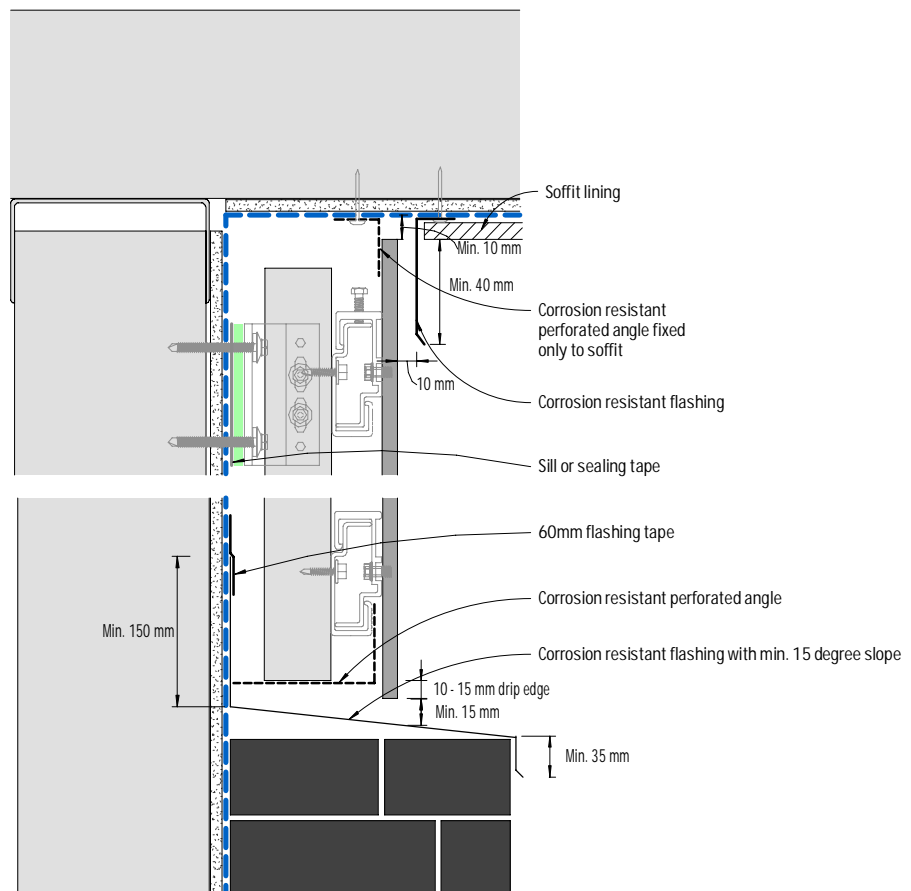 Soffit lining
Min. 10 mm
Min. 40 mm
Corrosion resistant
perforated angle fixed
only to soffit
10 mm
Corrosion resistant flashing
Sill or sealing tape
60mm flashing tape
Corrosion resistant perforated angle
Min. 150 mm
Corrosion resistant flashing with min. 15 degree slope
10 - 15 mm drip edge
Min. 15 mm
Min. 35 mm